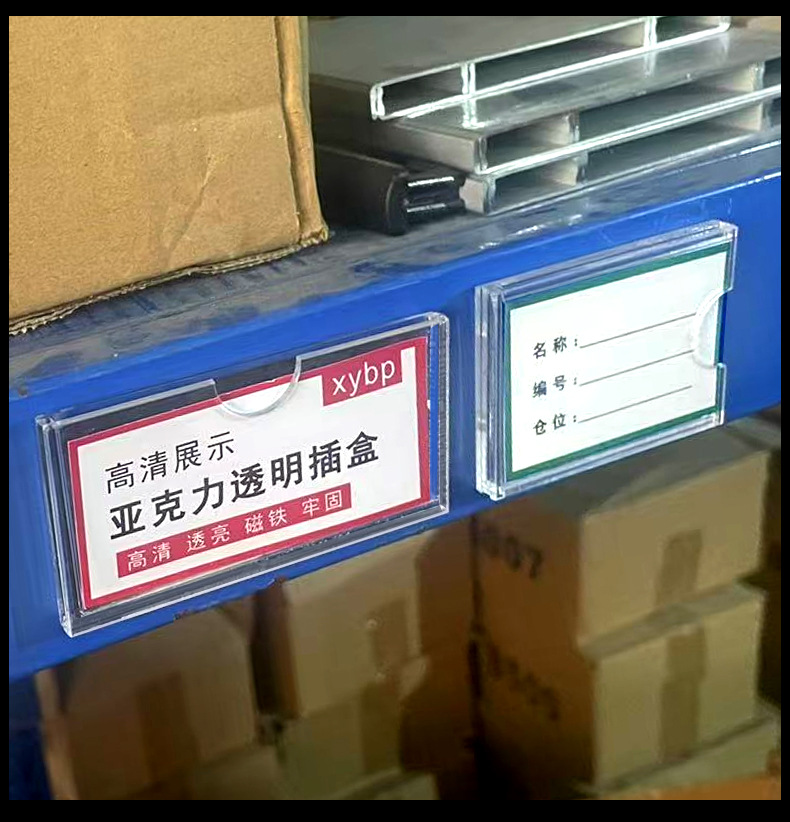 xybp
高清展示
亚克力透明插盒
高清 透亮 磁铁 牢固
名称：
编号：
仓位：